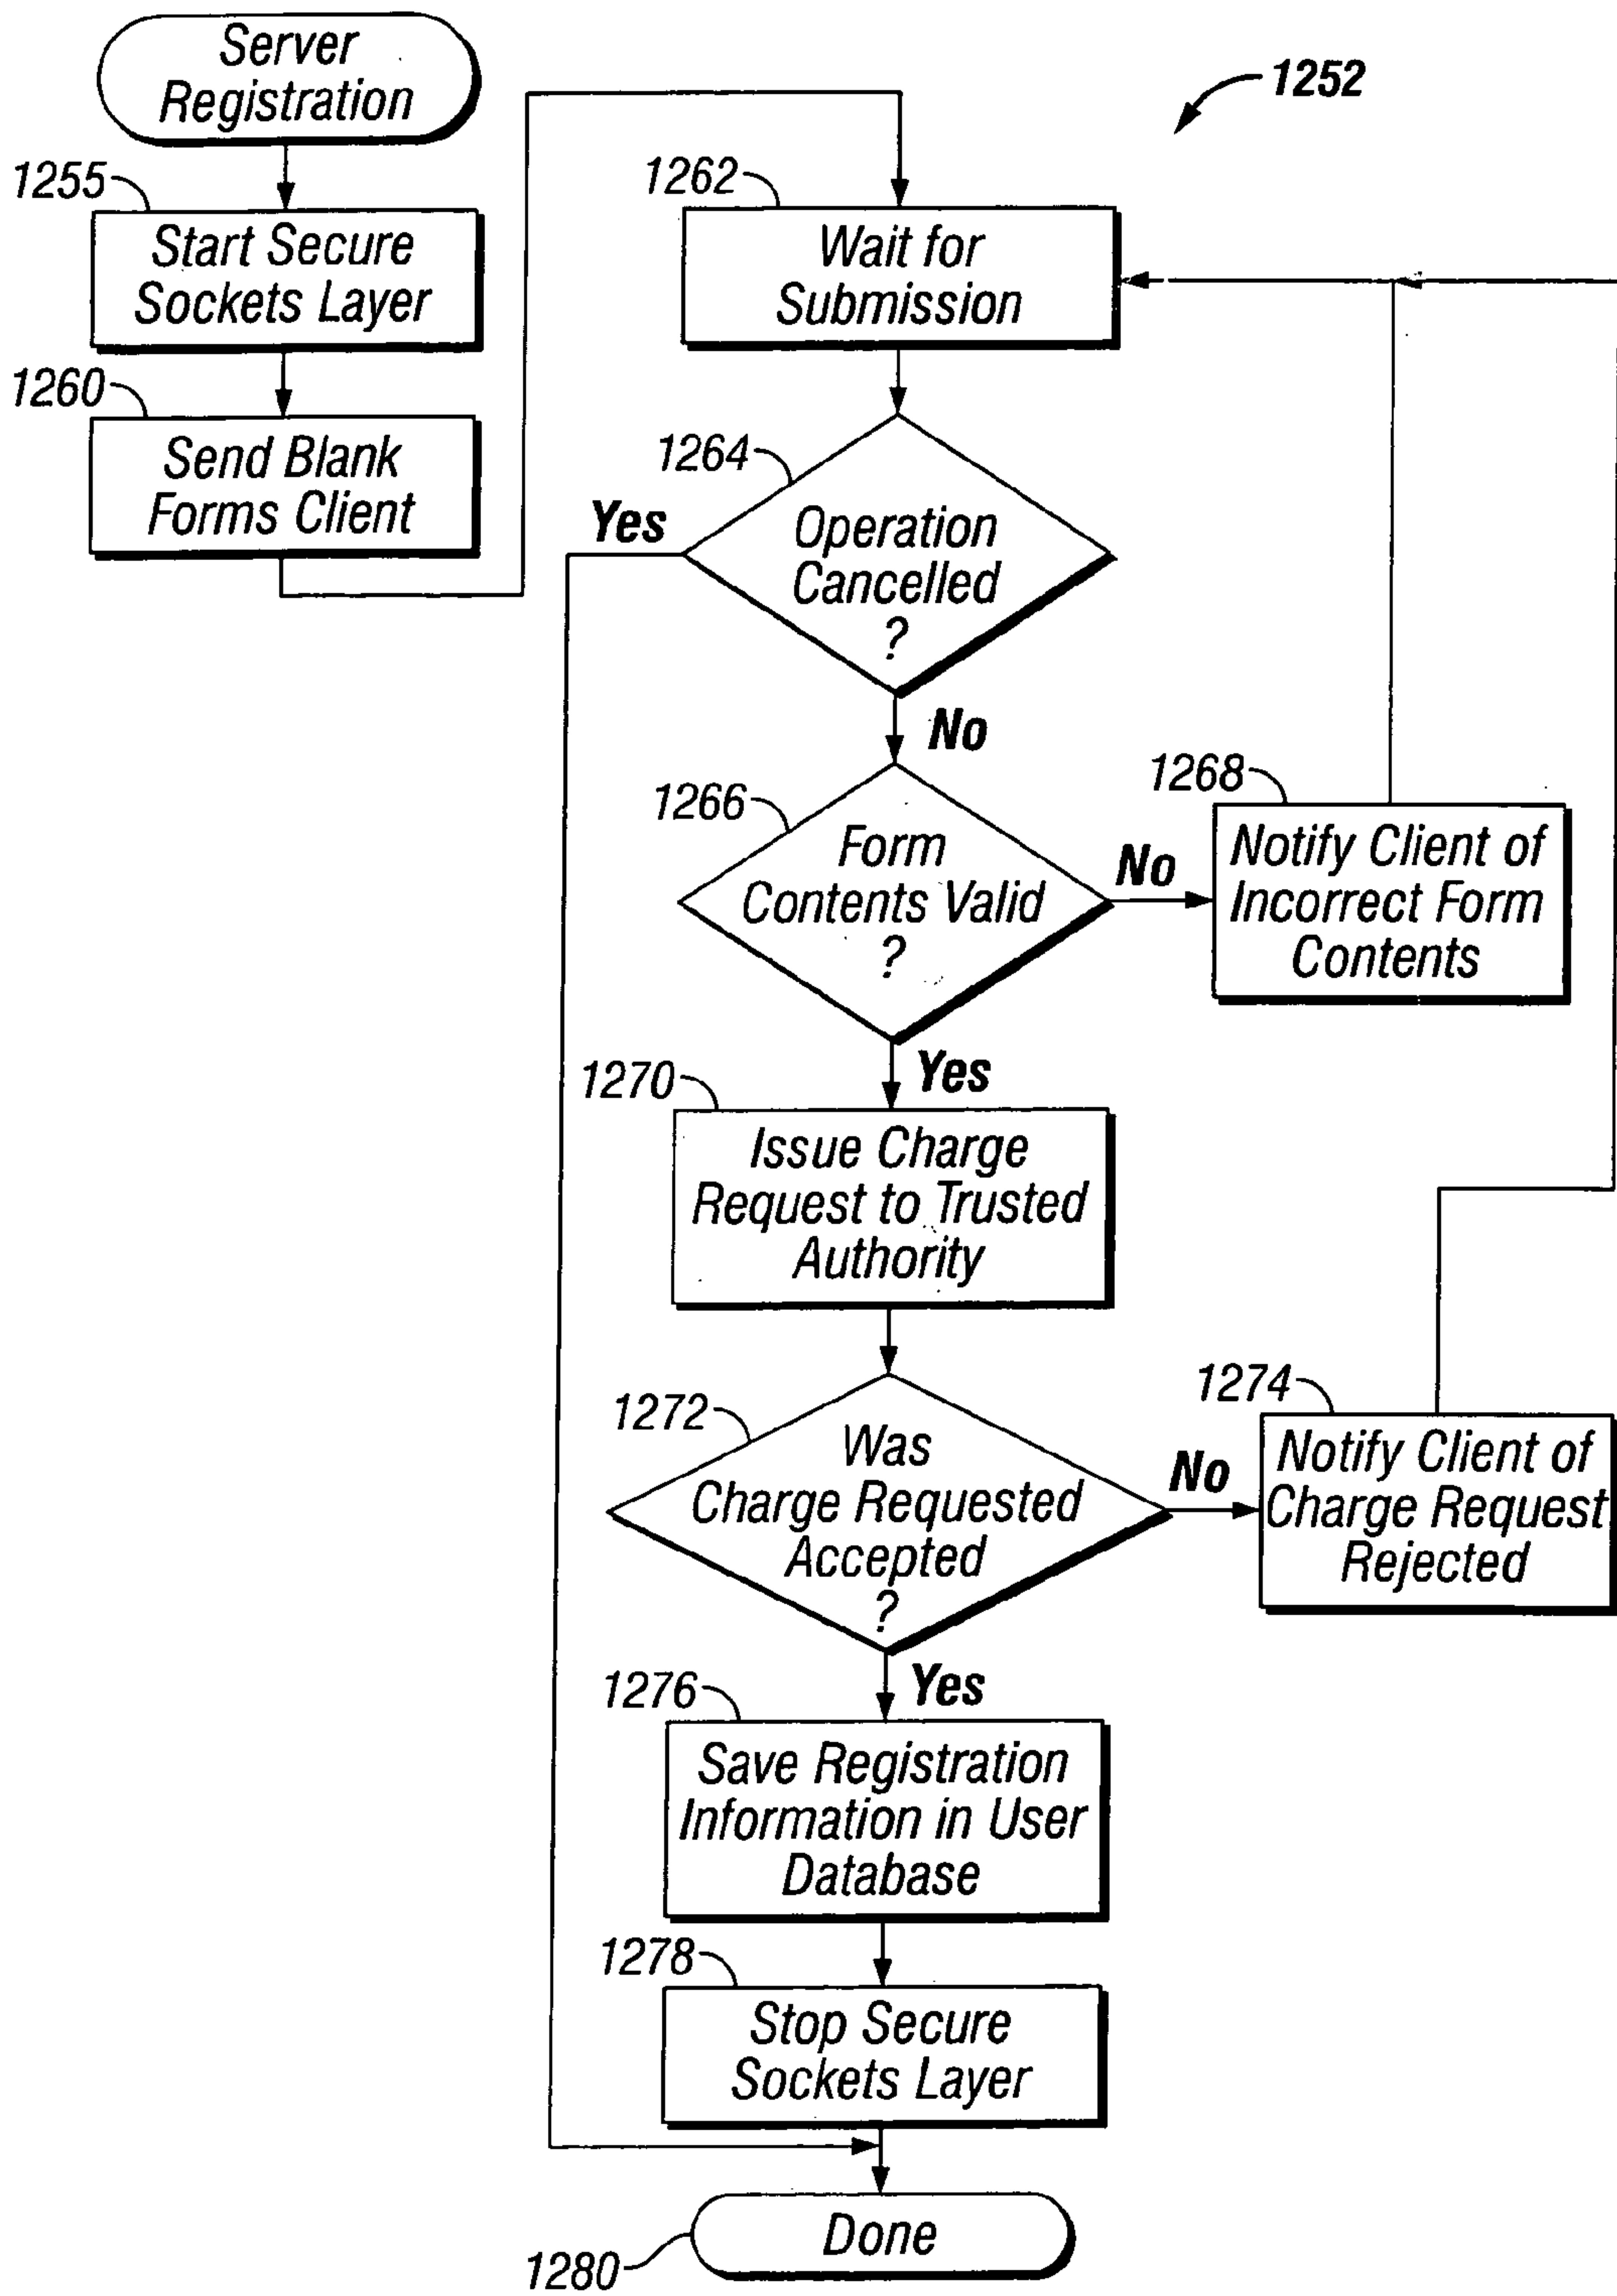 Server
Registration
1252
1255
Start Secure
Sockets Layer
1260
Send Blank
Forms Client
1262
Wait for
Submission
1264
Operation
Cancelled
?
Yes
No
1266
Form
Contents Valid
?
No
1268
Notify Client of
Incorrect Form
Contents
Yes
1270
Issue Charge
Request to Trusted
Authority
1272
Was
Charge Requested
Accepted
?
No
1274
Notify Client of
Charge Request
Rejected
Yes
1276
Save Registration
Information in User
Database
1278
Stop Secure
Sockets Layer
Done
1280